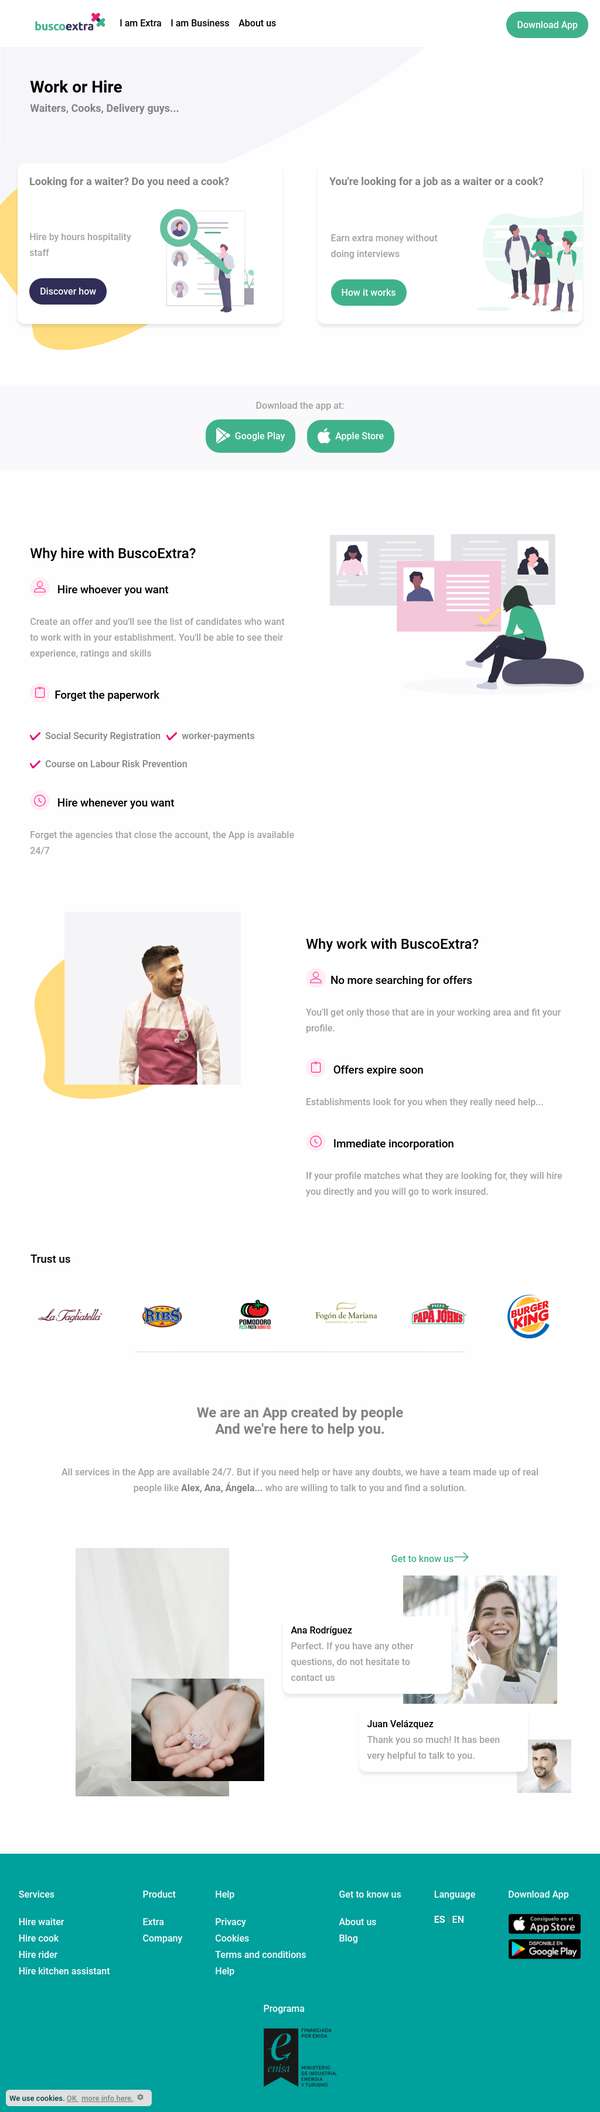 buscoextra
I am Extra I am Business About us
Download App
Work or Hire
Waiters, Cooks, Delivery guys...
Looking for a waiter? Do you need a cook?
Hire by hours hospitality
staff
Discover how
You're looking for a job as a waiter or a cook?
Earn extra money without
doing interviews
How it works
Download the app at:
Google Play
Apple Store
Why hire with BuscoExtra?
Hire whoever you want
Create an offer and you'll see the list of candidates who want
to work with in your establishment. You'll be able to see their
experience, ratings and skills
Forget the paperwork
Social Security Registration worker-payments
Course on Labour Risk Prevention
Hire whenever you want
Forget the agencies that close the account, the App is available
24/7
Why work with BuscoExtra?
No more searching for offers
You'll get only those that are in your working area and fit your
profile.
Offers expire soon
Establishments look for you when they really need help...
Immediate incorporation
If your profile matches what they are looking for, they will hire
you directly and you will go to work insured.
Trust us
La Tagliatella
RIBS
POMODORO
Fogón de Mariana
PAPA JOHNS
BURGER
KING
We are an App created by people
And we're here to help you.
All services in the App are available 24/7. But if you need help or have any doubts, we have a team made up of real
people like Alex, Ana, Ángela... who are willing to talk to you and find a solution.
Get to know us
Ana Rodríguez
Perfect. If you have any other
questions, do not hesitate to
contact us
Juan Velázquez
Thank you so much! It has been
very helpful to talk to you.
Services
Hire waiter
Hire cook
Hire rider
Hire kitchen assistant
Product
Extra
Company
Help
Privacy
Cookies
Terms and conditions
Help
Get to know us
About us
Blog
Language
ES EN
Download App
Consíguelo en el
App Store
DISPONIBLE EN
Google Play
Programa
enisa
FINANCIADA
POR ENISA
MINISTERIO
DE INDUSTRIA,
ENERGÍA
Y TURISMO
We use cookies. OK more info here.